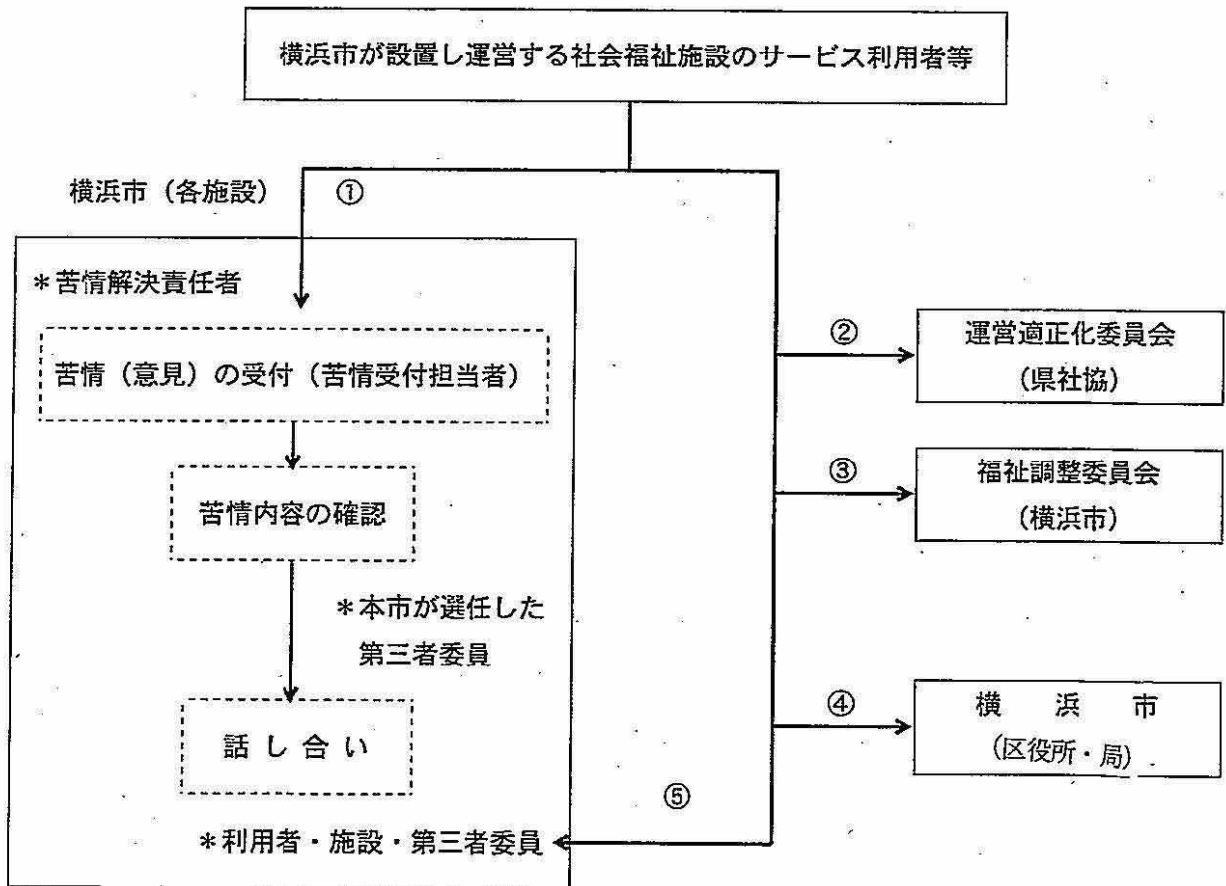 横浜市が設置し運営する社会福祉施設のサービス利用者等
横浜市（各施設）
①
＊苦情解決責任者
苦情（意見）の受付（苦情受付担当者）
苦情内容の確認
＊本市が選任した
第三者委員
話し合い
＊利用者・施設・第三者委員
②
運営適正化委員会
（県社協）
③
福祉調整委員会
（横浜市）
④
横浜市
（区役所・局）
⑤